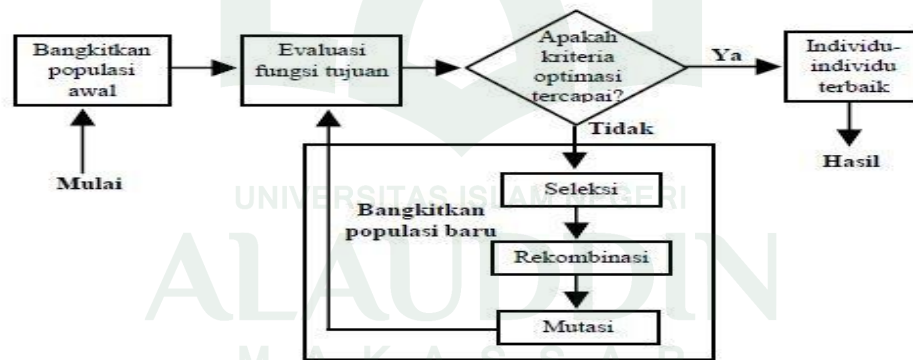 Bangkitkan
populasi
awal
Evaluasi
fungsi tujuan
Apakah
kriteria
optimasi
tercapai?
Ya
Individu-
individu
terbaik
Mulai
Tidak
Hasil
Bangkitkan
populasi baru
Seleksi
Rekombinasi
Mutasi
UNIVERSITAS ISLAM NEGERI
ALAUDDIN
MAKASSAR